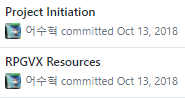 Project Initiation
어수혁 committed Oct 13, 2018
RPGVX Resources
어수혁 committed Oct 13, 2018